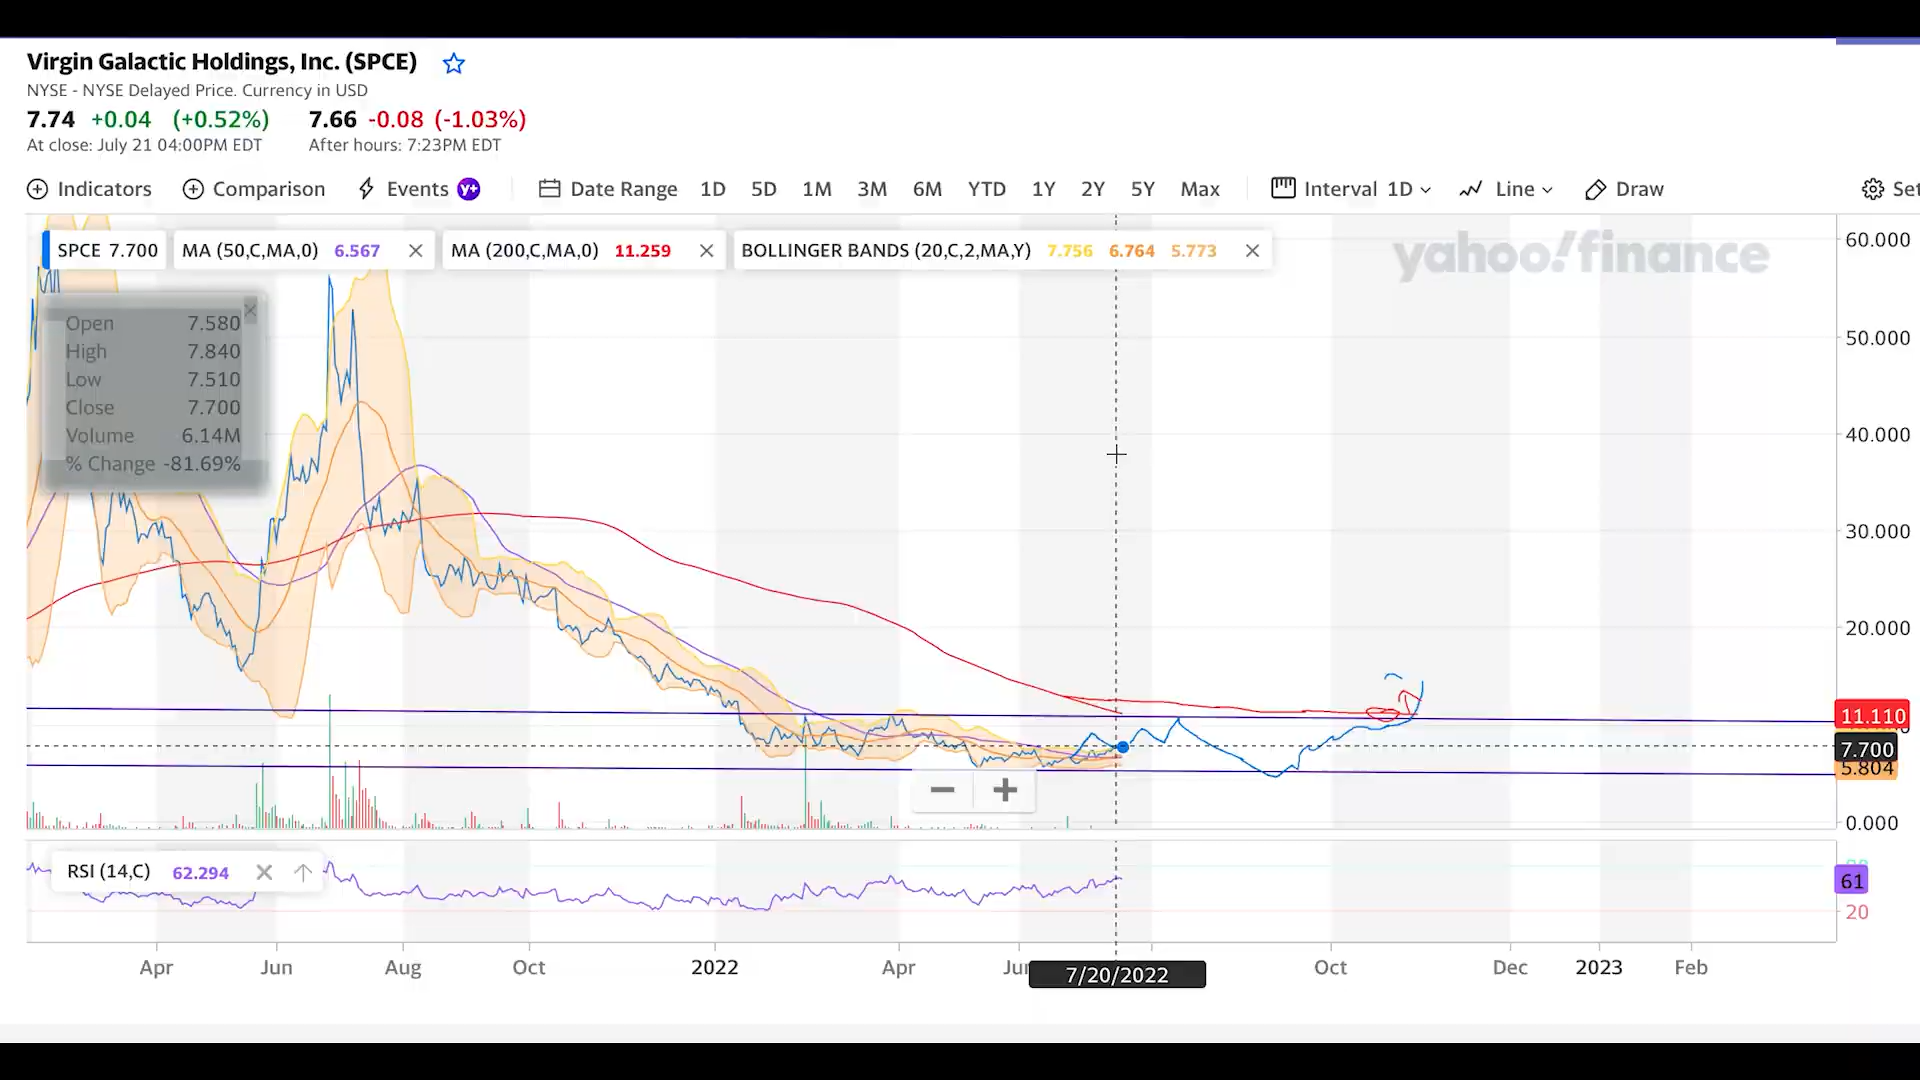 Virgin Galactic Holdings, Inc. (SPCE)
NYSE - NYSE Delayed Price. Currency in USD
7.74 +0.04 (+0.52%) 7.66 -0.08 (-1.03%)
At close: July 21 04:00PM EDT After hours: 7:23PM EDT
Indicators Comparison Events Y+ Date Range 1D 5D 1M 3M 6M YTD 1Y 2Y 5Y Max Interval 1D Line Draw Set
SPCE 7.700 MA (50,C,MA,0) 6.567 MA (200,C,MA,0) 11.259 BOLLINGER BANDS (20,C,2,MA,Y) 7.756 6.764 5.773
yahoo!finance
60.000
Open 7.580
High 7.840
Low 7.510
Close 7.700
Volume 6.14M
% Change -81.69%
50.000
40.000
30.000
20.000
11.110
7.700
5.804
0.000
RSI (14,C) 62.294
61
20
Apr Jun Aug Oct 2022 Apr Jun 7/20/2022 Oct Dec 2023 Feb